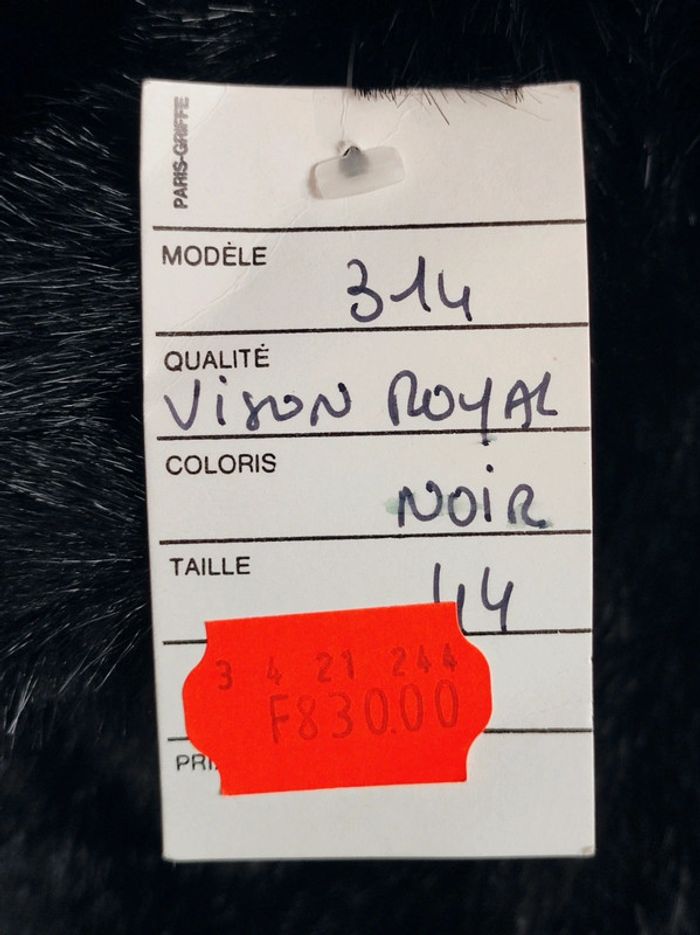 PARIS-GRIFFE
MODÈLE
314
QUALITÉ
VISON ROYAL
COLORIS
NOIR
TAILLE
44
3 4 21 244
F830.00
PRI